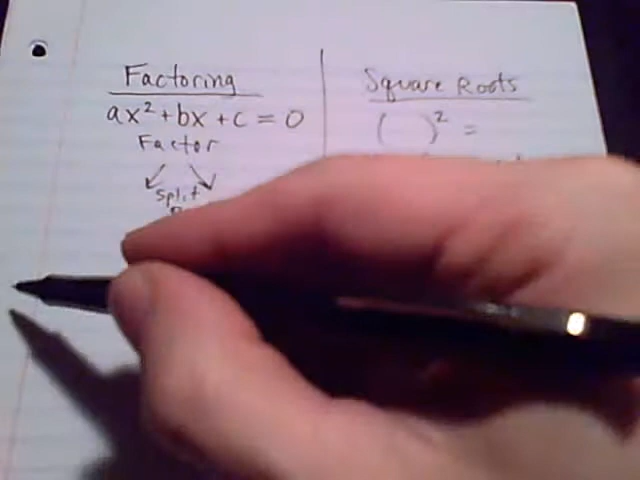 Factoring
ax² + bx + c = 0
Factor
Split
Square Roots
( )² =